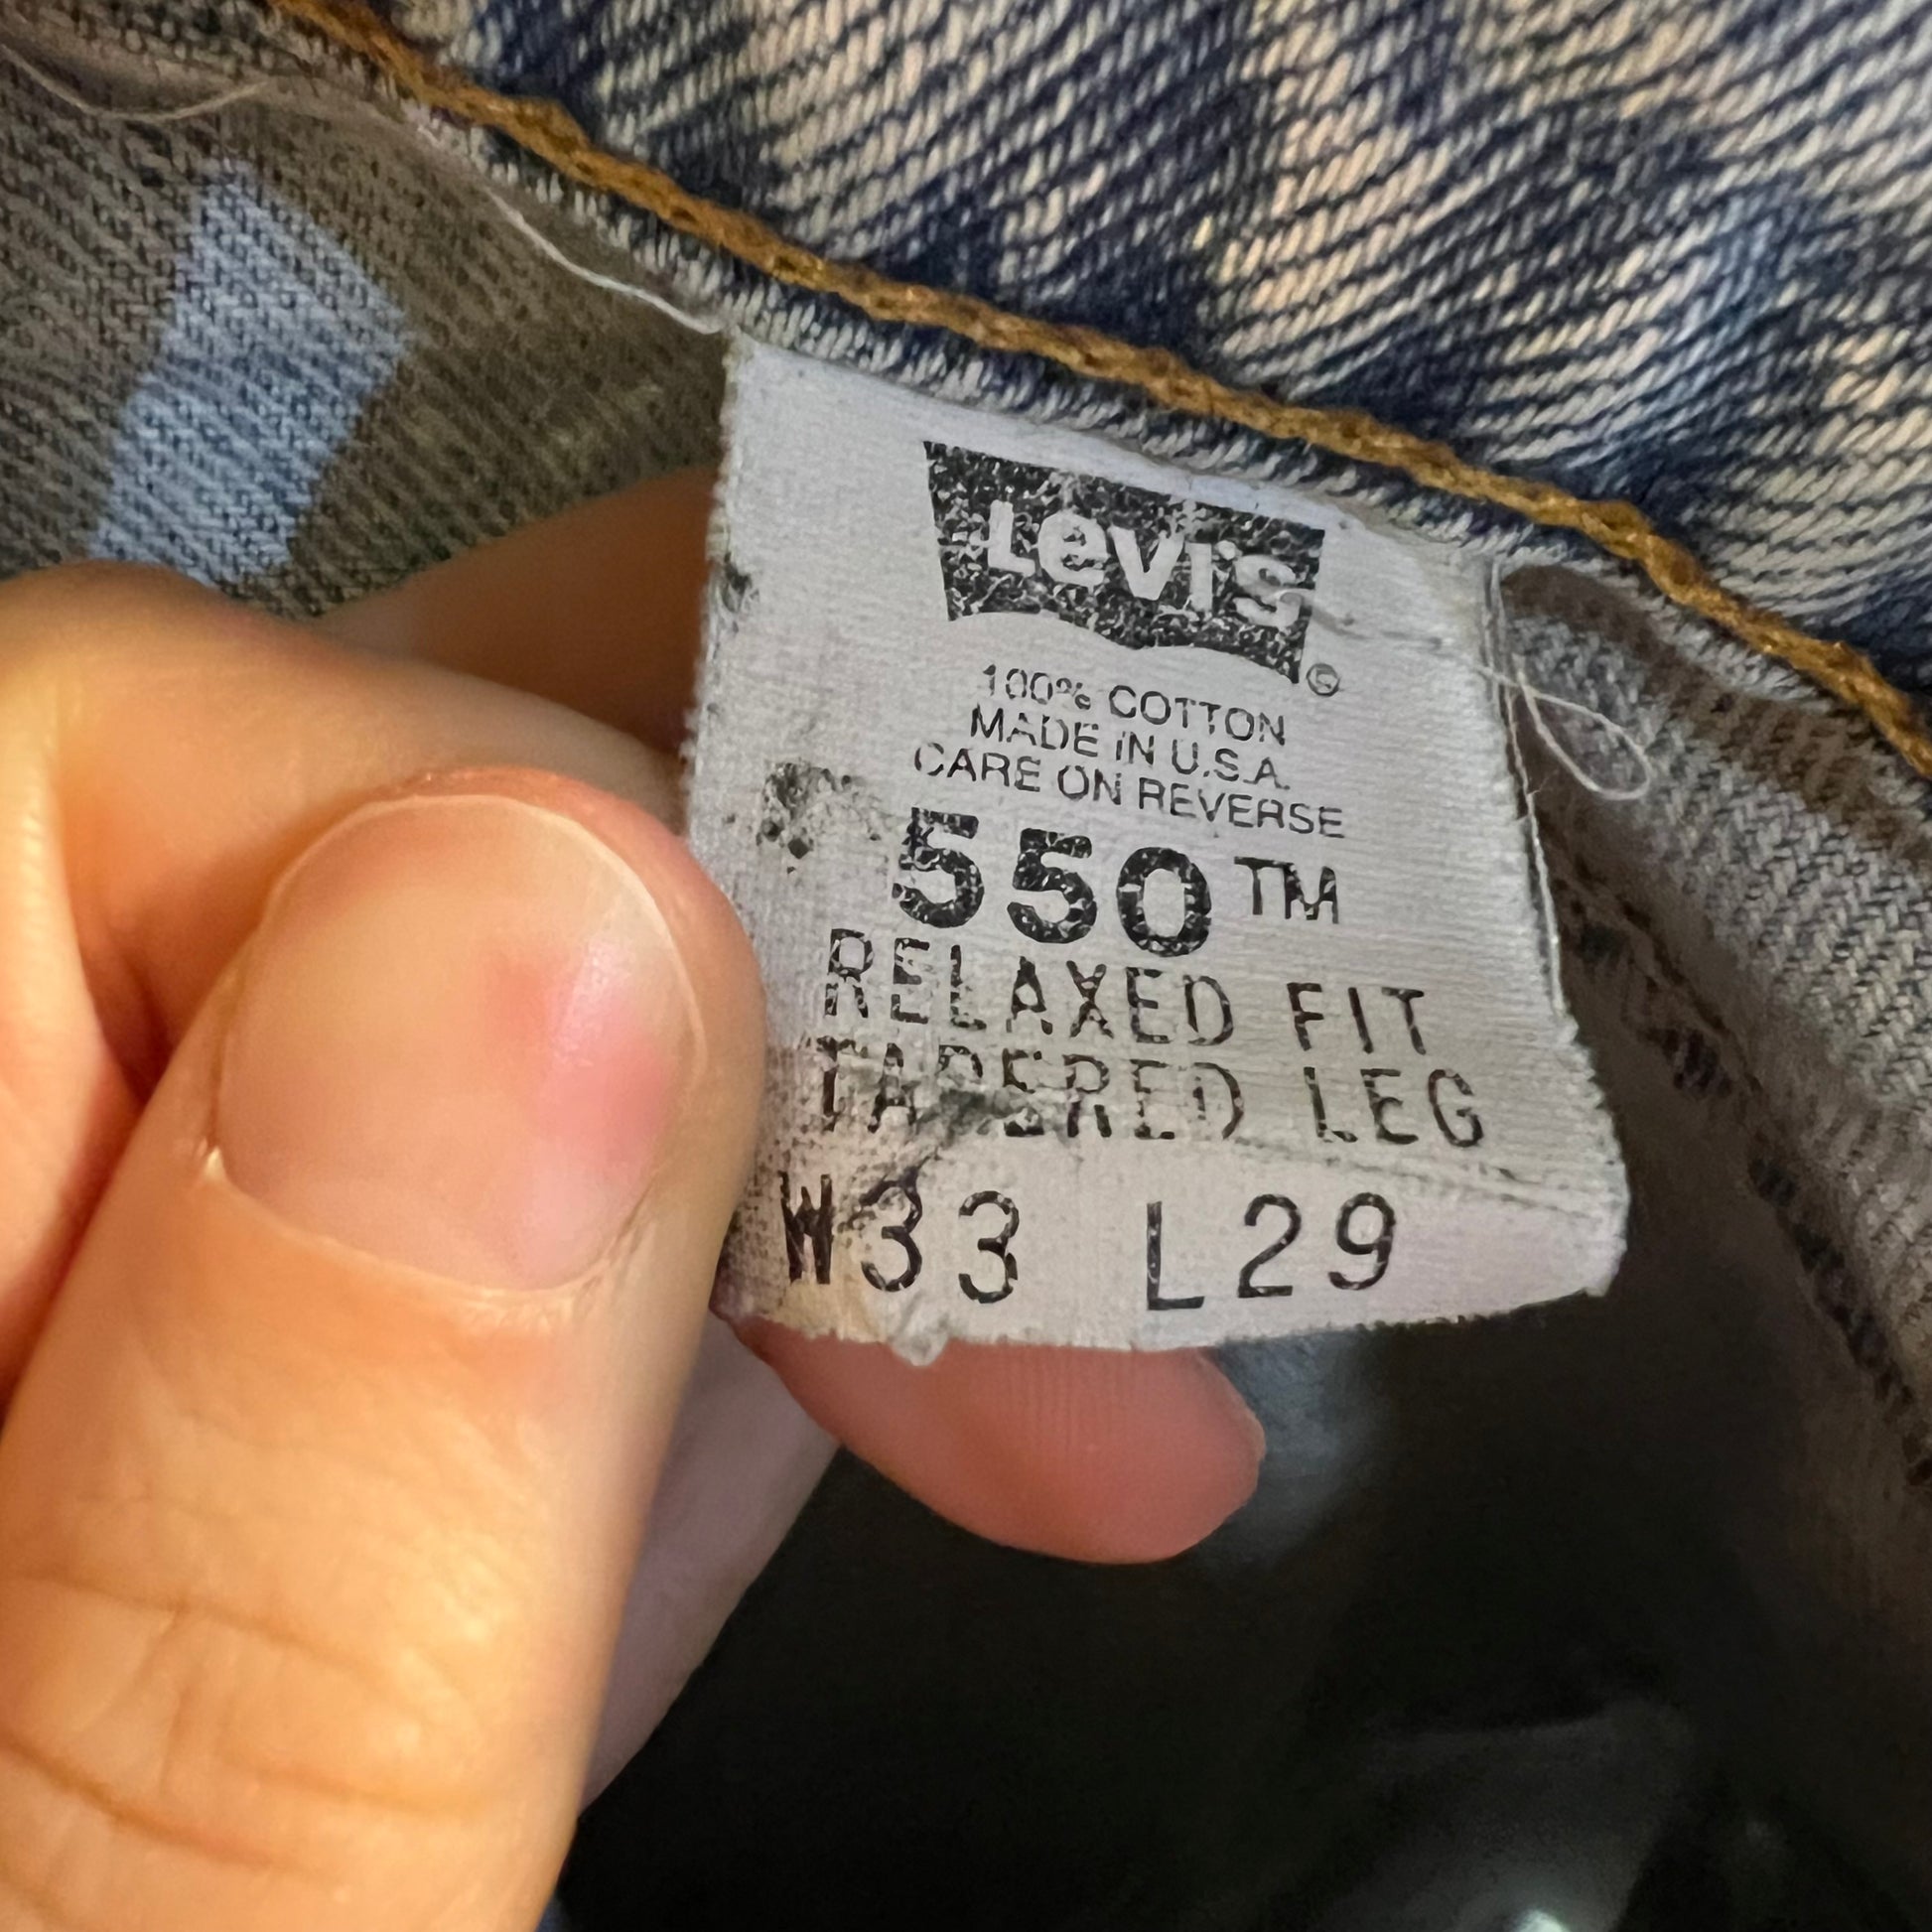 Levi's ®
100% COTTON
MADE IN U.S.A.
CARE ON REVERSE
550™
RELAXED FIT
TAPERED LEG
W33 L29